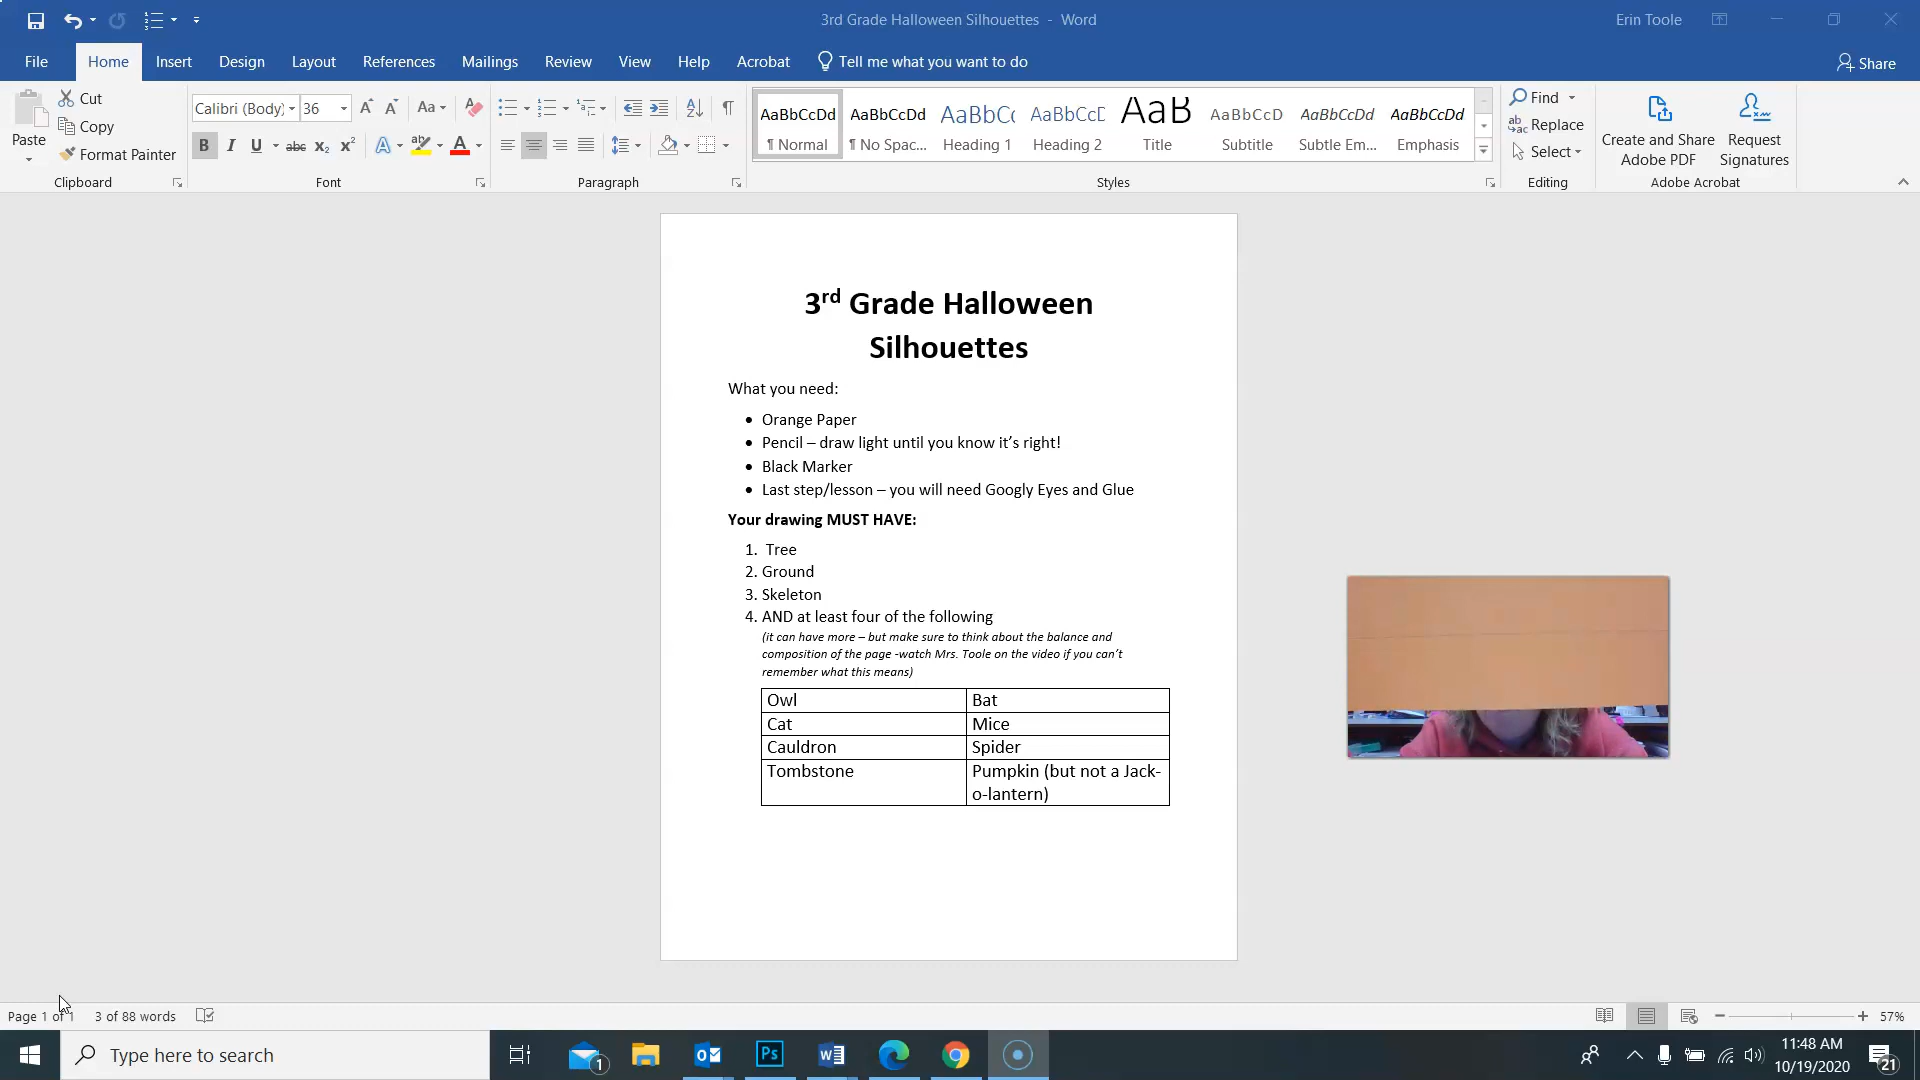 3rd Grade Halloween Silhouettes - Word
Erin Toole
File Home Insert Design Layout References Mailings Review View Help Acrobat Tell me what you want to do
Share
Paste
Cut
Copy
Format Painter
Clipboard
Calibri (Body) 36
Aa
B I U abc x₂ x²
Font
Paragraph
AaBbCcDd AaBbCcDd AaBbCc AaBbCcD AaB AaBbCcD AaBbCcDd AaBbCcDd
¶ Normal ¶ No Spac... Heading 1 Heading 2 Title Subtitle Subtle Em... Emphasis
Styles
Find
Replace
Select
Editing
Create and Share Adobe PDF
Request Signatures
Adobe Acrobat
3rd Grade Halloween
Silhouettes
What you need:
• Orange Paper
• Pencil – draw light until you know it’s right!
• Black Marker
• Last step/lesson – you will need Googly Eyes and Glue
Your drawing MUST HAVE:
1. Tree
2. Ground
3. Skeleton
4. AND at least four of the following
(it can have more – but make sure to think about the balance and
composition of the page -watch Mrs. Toole on the video if you can’t
remember what this means)
Owl Bat
Cat Mice
Cauldron Spider
Tombstone Pumpkin (but not a Jack-
o-lantern)
Page 1 of 1 3 of 88 words
57%
Type here to search
1
Ps
11:48 AM
10/19/2020
21